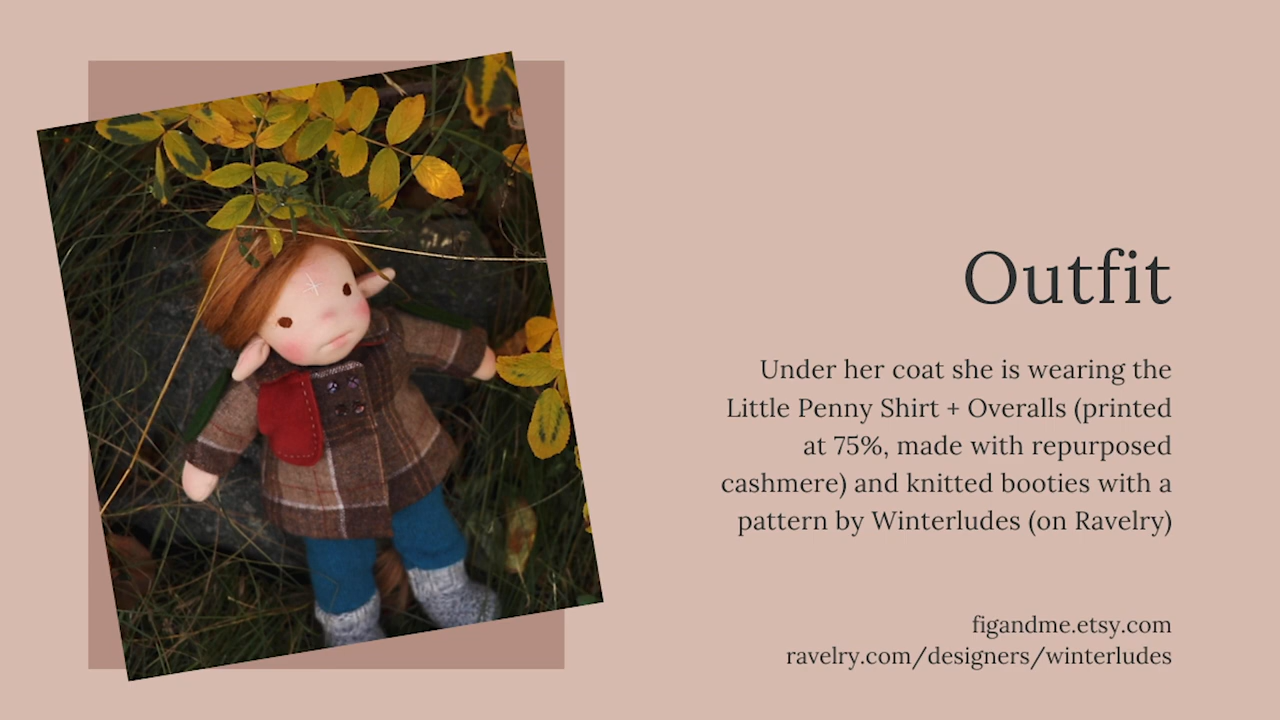 Outfit
Under her coat she is wearing the
Little Penny Shirt + Overalls (printed
at 75%, made with repurposed
cashmere) and knitted booties with a
pattern by Winterludes (on Ravelry)
figandme.etsy.com
ravelry.com/designers/winterludes